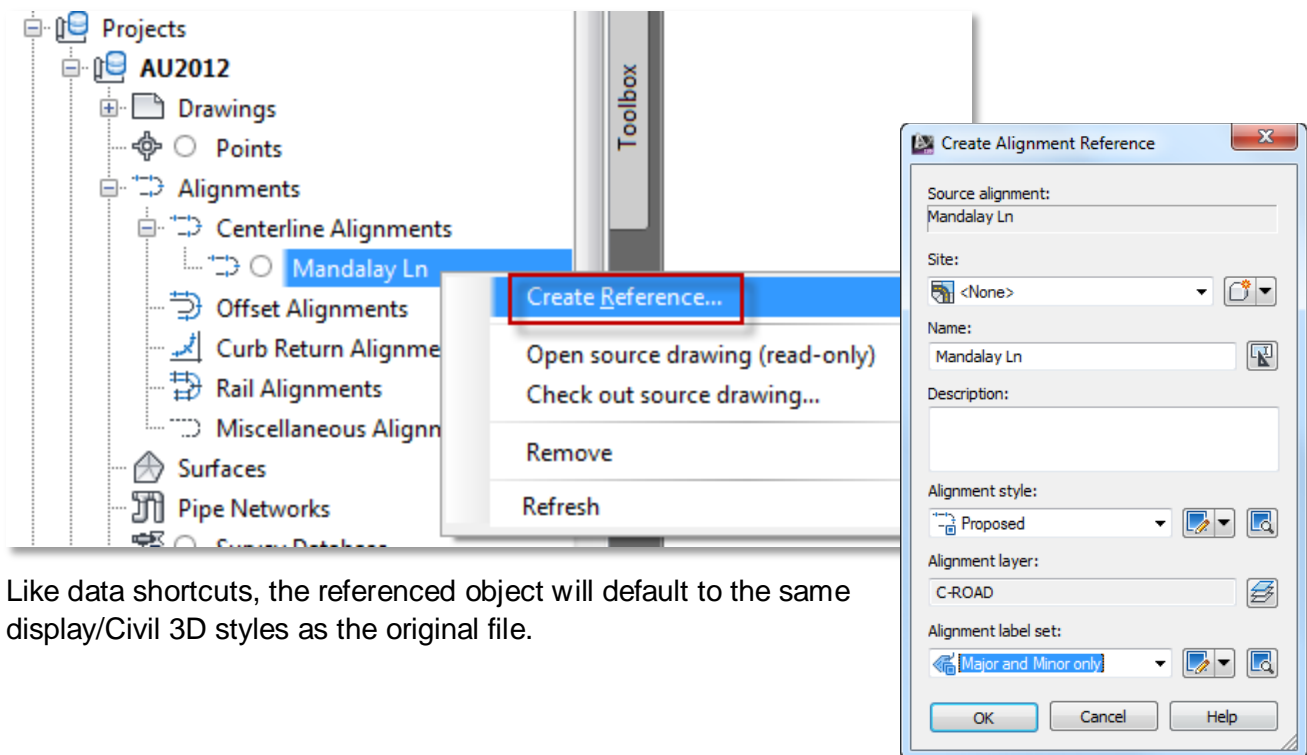 Projects
AU2012
Drawings
Points
Alignments
Centerline Alignments
Mandalay Ln
Offset Alignments
Curb Return Alignme
Rail Alignments
Miscellaneous Alignn
Surfaces
Pipe Networks
Survey Database
Toolbox
Create Reference...
Open source drawing (read-only)
Check out source drawing...
Remove
Refresh
Create Alignment Reference
Source alignment:
Mandalay Ln
Site:
<None>
Name:
Mandalay Ln
Description:
Alignment style:
Proposed
Alignment layer:
C-ROAD
Alignment label set:
Major and Minor only
OK
Cancel
Help
Like data shortcuts, the referenced object will default to the same
display/Civil 3D styles as the original file.